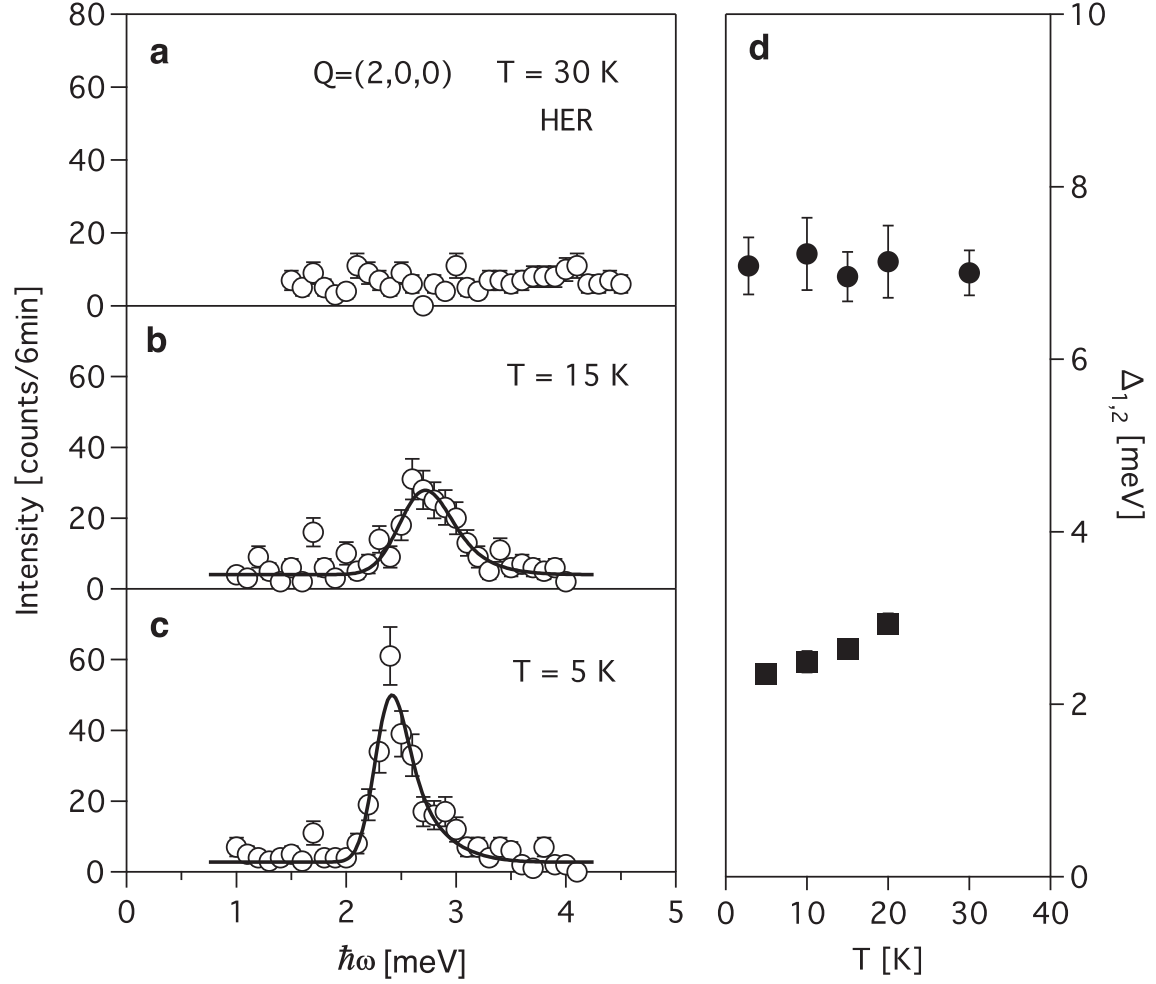 80
60
40
20
0
a
Q=(2,0,0) T = 30 K
HER
60
40
20
0
b
T = 15 K
60
40
20
0
c
T = 5 K
0 1 2 3 4 5
ħω [meV]
Intensity [counts/6min]
d
10
8
6
4
2
0
0 10 20 30 40
T [K]
Δ1,2 [meV]